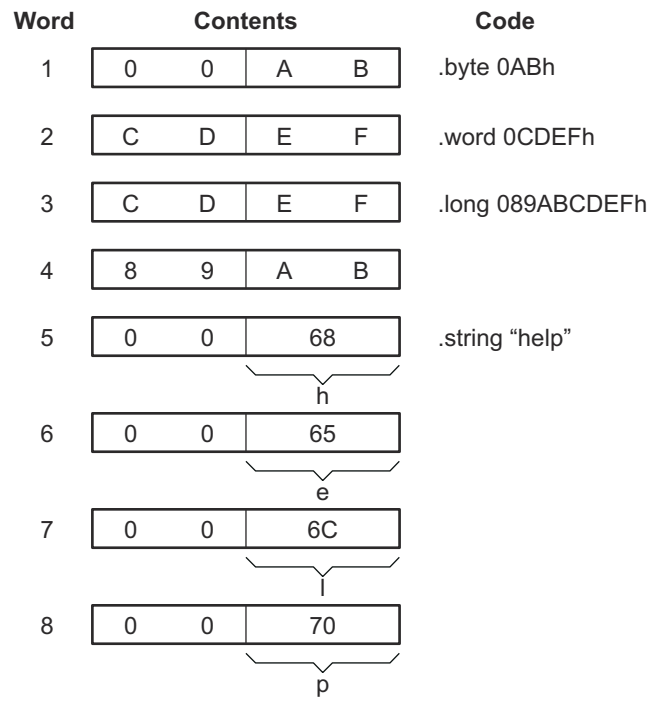 Word Contents Code
1 0 0 A B .byte 0ABh
2 C D E F .word 0CDEFh
3 C D E F .long 089ABCDEFh
4 8 9 A B
5 0 0 68 .string “help”
h
6 0 0 65
e
7 0 0 6C
l
8 0 0 70
p